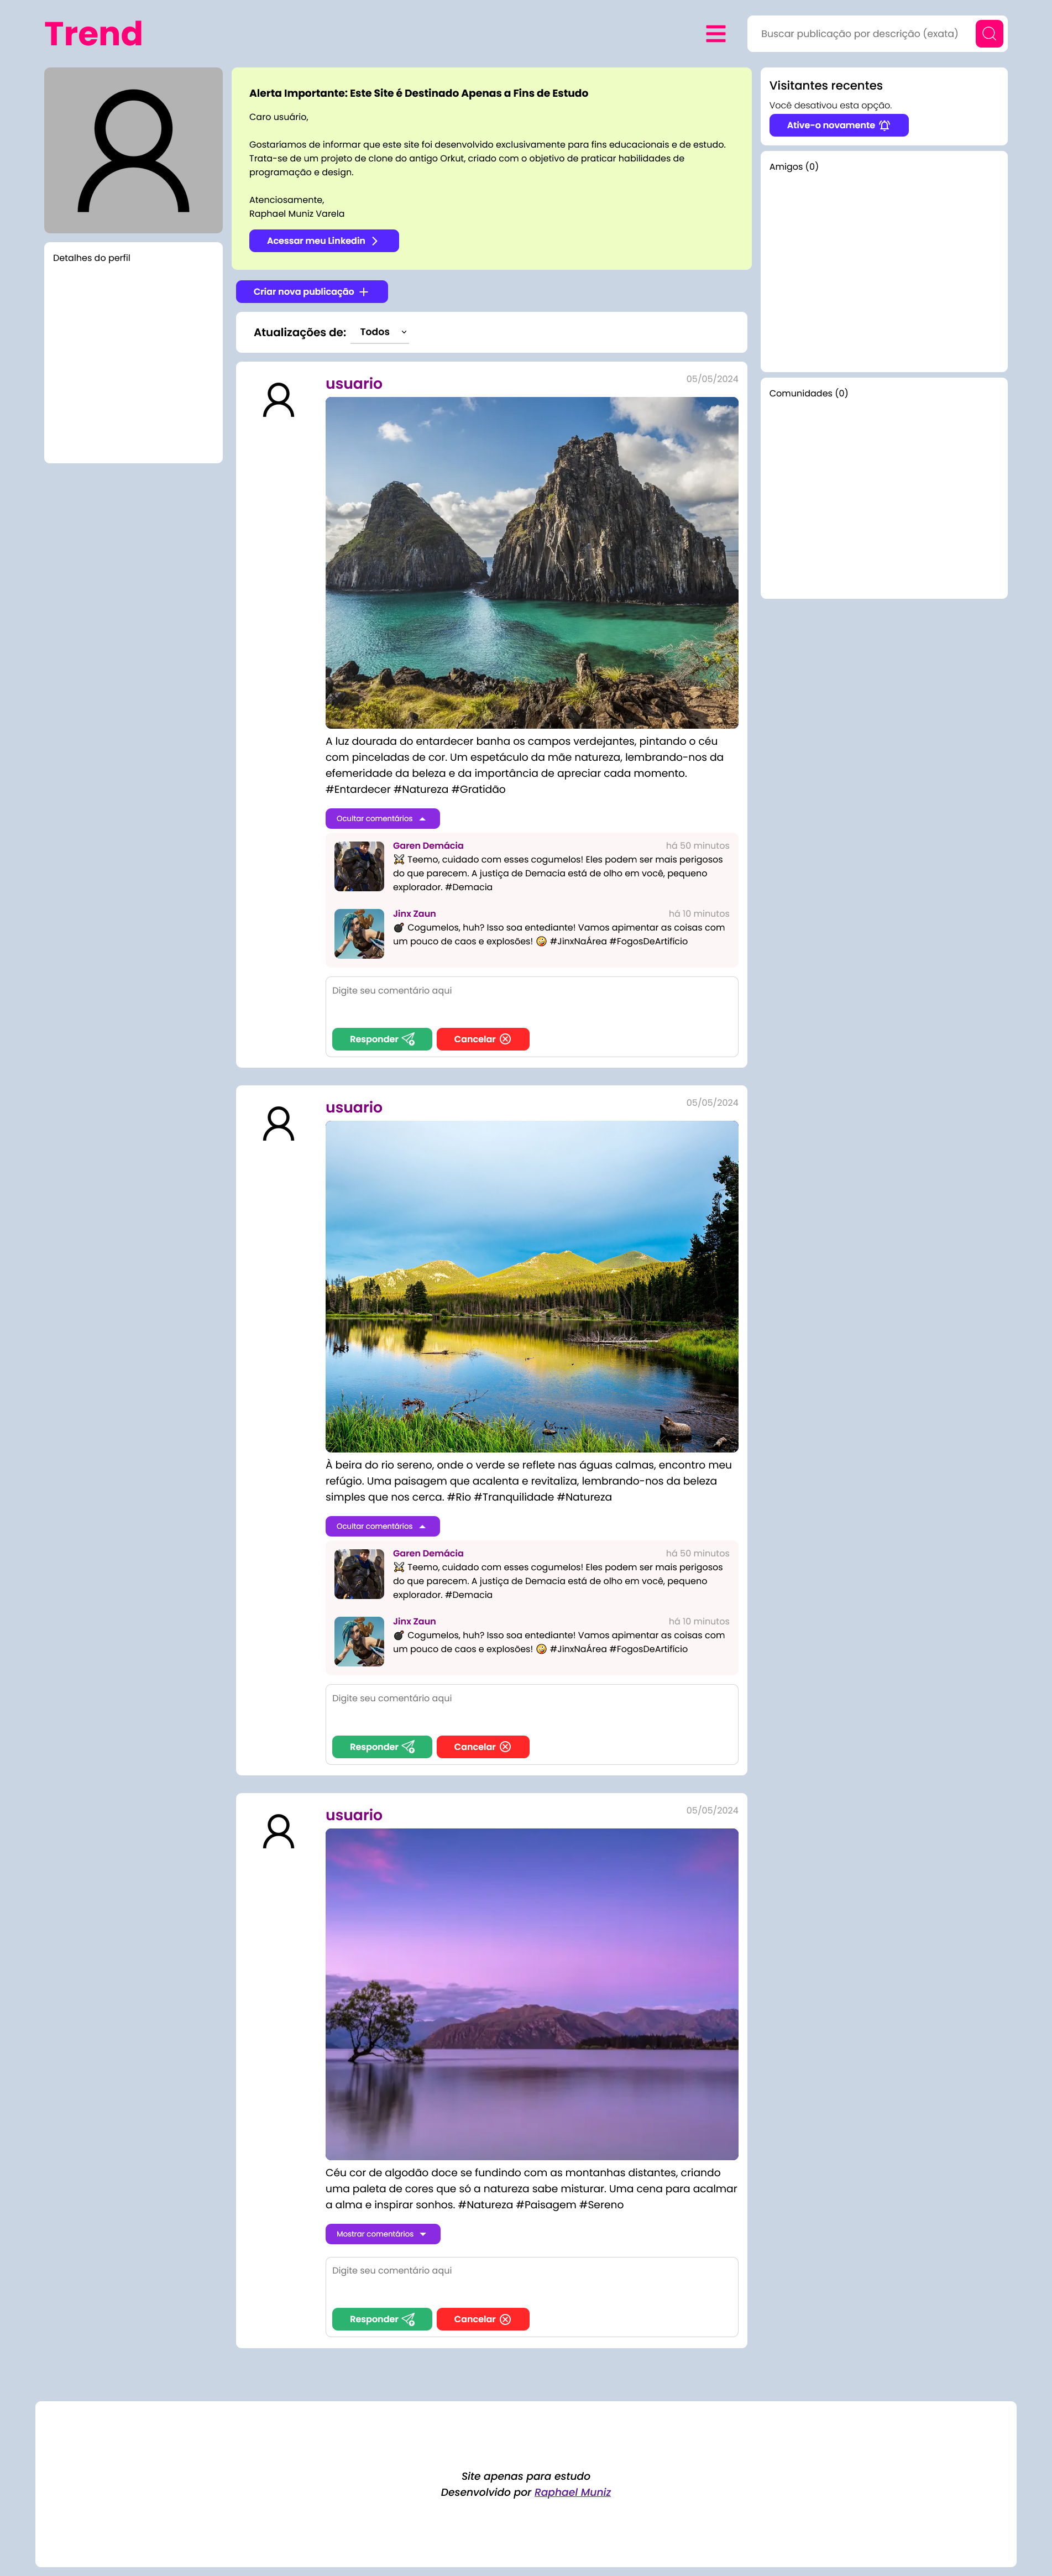 Trend
Buscar publicação por descrição (exata)
Detalhes do perfil
Alerta Importante: Este Site é Destinado Apenas a Fins de Estudo
Caro usuário,
Gostaríamos de informar que este site foi desenvolvido exclusivamente para fins educacionais e de estudo.
Trata-se de um projeto de clone do antigo Orkut, criado com o objetivo de praticar habilidades de
programação e design.
Atenciosamente,
Raphael Muniz Varela
Acessar meu Linkedin
Criar nova publicação
Atualizações de: Todos
Visitantes recentes
Você desativou esta opção.
Ative-o novamente
Amigos (0)
Comunidades (0)
usuario
05/05/2024
A luz dourada do entardecer banha os campos verdejantes, pintando o céu
com pinceladas de cor. Um espetáculo da mãe natureza, lembrando-nos da
efemeridade da beleza e da importância de apreciar cada momento.
#Entardecer #Natureza #Gratidão
Ocultar comentários
Garen Demácia
há 50 minutos
⚔️ Teemo, cuidado com esses cogumelos! Eles podem ser mais perigosos
do que parecem. A justiça de Demacia está de olho em você, pequeno
explorador. #Demacia
Jinx Zaun
há 10 minutos
💣 Cogumelos, huh? Isso soa entediante! Vamos apimentar as coisas com
um pouco de caos e explosões! 😜 #JinxNaÁrea #FogosDeArtifício
Digite seu comentário aqui
Responder
Cancelar
usuario
05/05/2024
À beira do rio sereno, onde o verde se reflete nas águas calmas, encontro meu
refúgio. Uma paisagem que acalenta e revitaliza, lembrando-nos da beleza
simples que nos cerca. #Rio #Tranquilidade #Natureza
Ocultar comentários
Garen Demácia
há 50 minutos
⚔️ Teemo, cuidado com esses cogumelos! Eles podem ser mais perigosos
do que parecem. A justiça de Demacia está de olho em você, pequeno
explorador. #Demacia
Jinx Zaun
há 10 minutos
💣 Cogumelos, huh? Isso soa entediante! Vamos apimentar as coisas com
um pouco de caos e explosões! 😜 #JinxNaÁrea #FogosDeArtifício
Digite seu comentário aqui
Responder
Cancelar
usuario
05/05/2024
Céu cor de algodão doce se fundindo com as montanhas distantes, criando
uma paleta de cores que só a natureza sabe misturar. Uma cena para acalmar
a alma e inspirar sonhos. #Natureza #Paisagem #Sereno
Mostrar comentários
Digite seu comentário aqui
Responder
Cancelar
Site apenas para estudo
Desenvolvido por Raphael Muniz